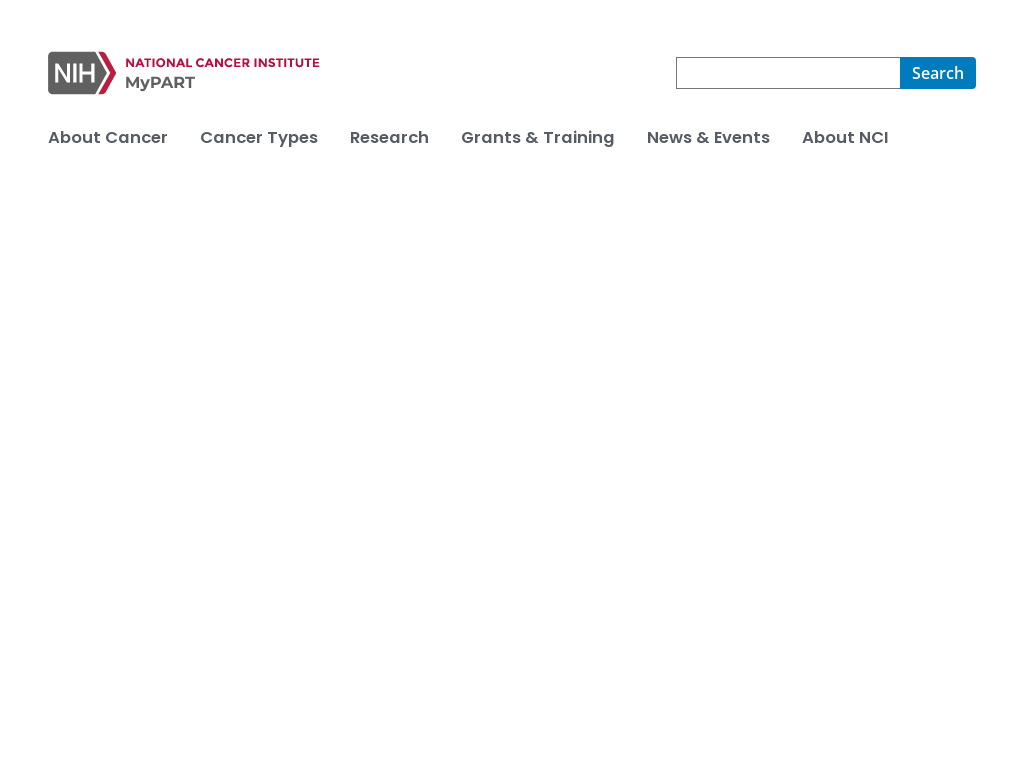 NIH NATIONAL CANCER INSTITUTE
MyPART
Search
About Cancer Cancer Types Research Grants & Training News & Events About NCI